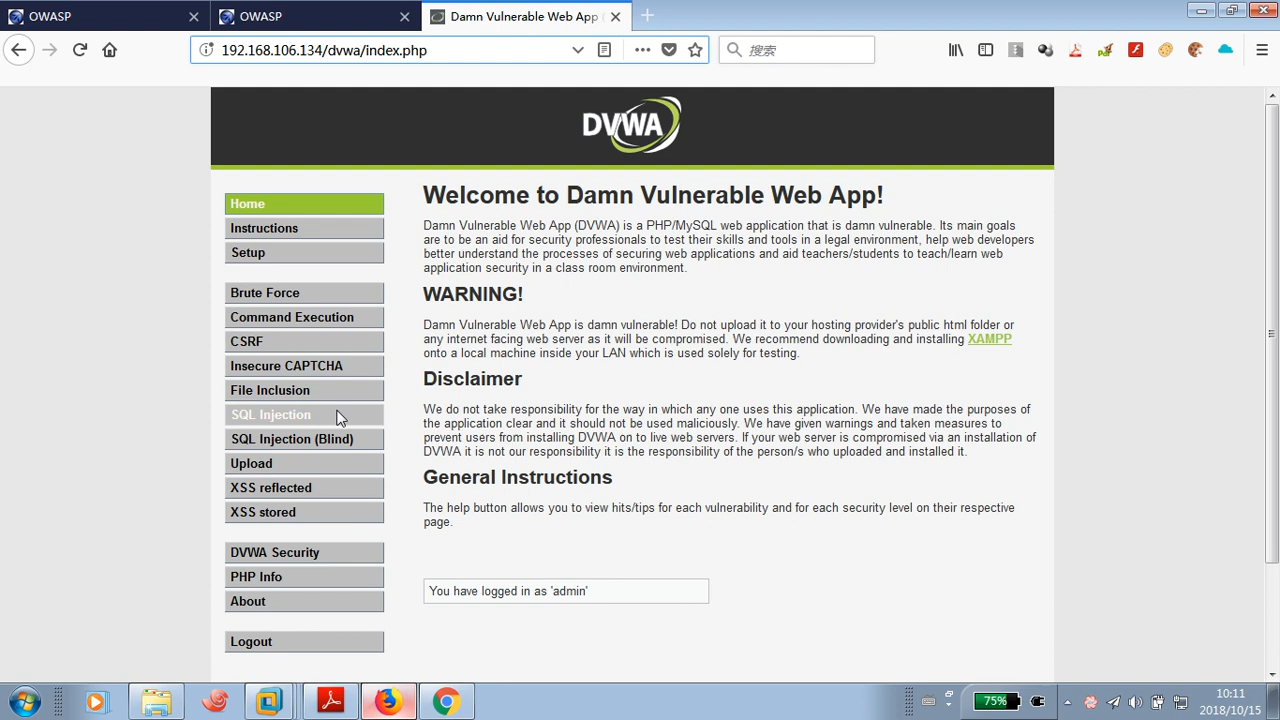 OWASP
OWASP
Damn Vulnerable Web App (
192.168.106.134/dvwa/index.php
搜索
DVWA
Home
Instructions
Setup
Brute Force
Command Execution
CSRF
Insecure CAPTCHA
File Inclusion
SQL Injection
SQL Injection (Blind)
Upload
XSS reflected
XSS stored
DVWA Security
PHP Info
About
Logout
Welcome to Damn Vulnerable Web App!
Damn Vulnerable Web App (DVWA) is a PHP/MySQL web application that is damn vulnerable. Its main goals
are to be an aid for security professionals to test their skills and tools in a legal environment, help web developers
better understand the processes of securing web applications and aid teachers/students to teach/learn web
application security in a class room environment.
WARNING!
Damn Vulnerable Web App is damn vulnerable! Do not upload it to your hosting provider's public html folder or
any internet facing web server as it will be compromised. We recommend downloading and installing XAMPP
onto a local machine inside your LAN which is used solely for testing.
Disclaimer
We do not take responsibility for the way in which any one uses this application. We have made the purposes of
the application clear and it should not be used maliciously. We have given warnings and taken measures to
prevent users from installing DVWA on to live web servers. If your web server is compromised via an installation of
DVWA it is not our responsibility it is the responsibility of the person/s who uploaded and installed it.
General Instructions
The help button allows you to view hits/tips for each vulnerability and for each security level on their respective
page.
You have logged in as 'admin'
75%
10:11
2018/10/15